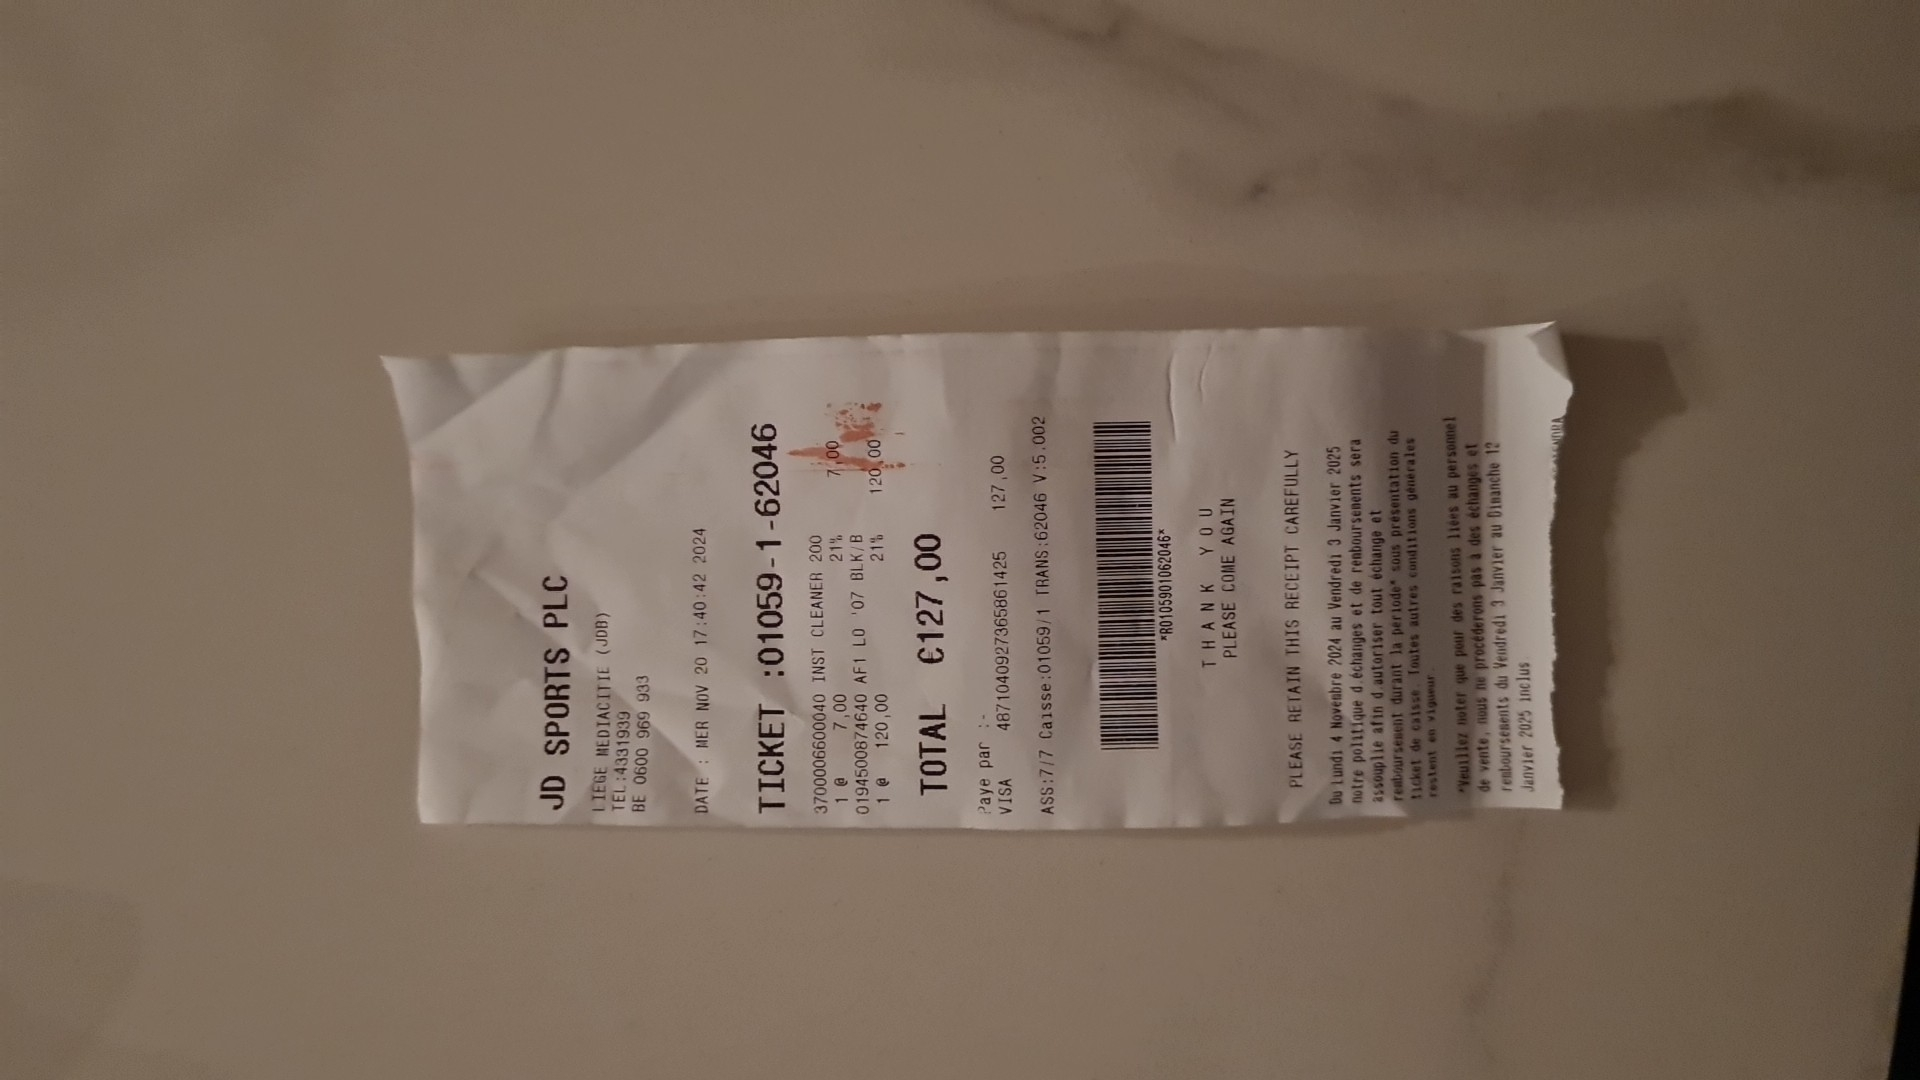 JD SPORTS PLC
LIEGE MEDIACITIE (JDB)
TEL:4331939
BE 0600 969 933
DATE : MER NOV 20 17:40:42 2024
TICKET :01059-1-62046
3700006600040 INST CLEANER 200
1 @ 7,00 21% 7,00
0194500874640 AF1 LO '07 BLK/B
1 @ 120,00 21% 120,00
TOTAL €127,00
Paye par :-
VISA 4871040927365861425 127,00
ASS:7/7 Caisse:01059/1 TRANS:62046 V:5.002
*R0105901062046*
T H A N K Y O U
PLEASE COME AGAIN
PLEASE RETAIN THIS RECEIPT CAREFULLY
Du Lundi 4 Novembre 2024 au Vendredi 3 Janvier 2025
notre politique d'échanges et de remboursements sera
assouplie afin d'autoriser tout échange et
remboursement durant la période* sous présentation du
ticket de caisse. Toutes autres conditions générales
restent en vigueur.
*Veuillez noter que pour des raisons liées au personnel
de vente, nous ne procéderons pas à des échanges et
remboursements du Vendredi 3 Janvier au Dimanche 12
Janvier 2025 inclus.